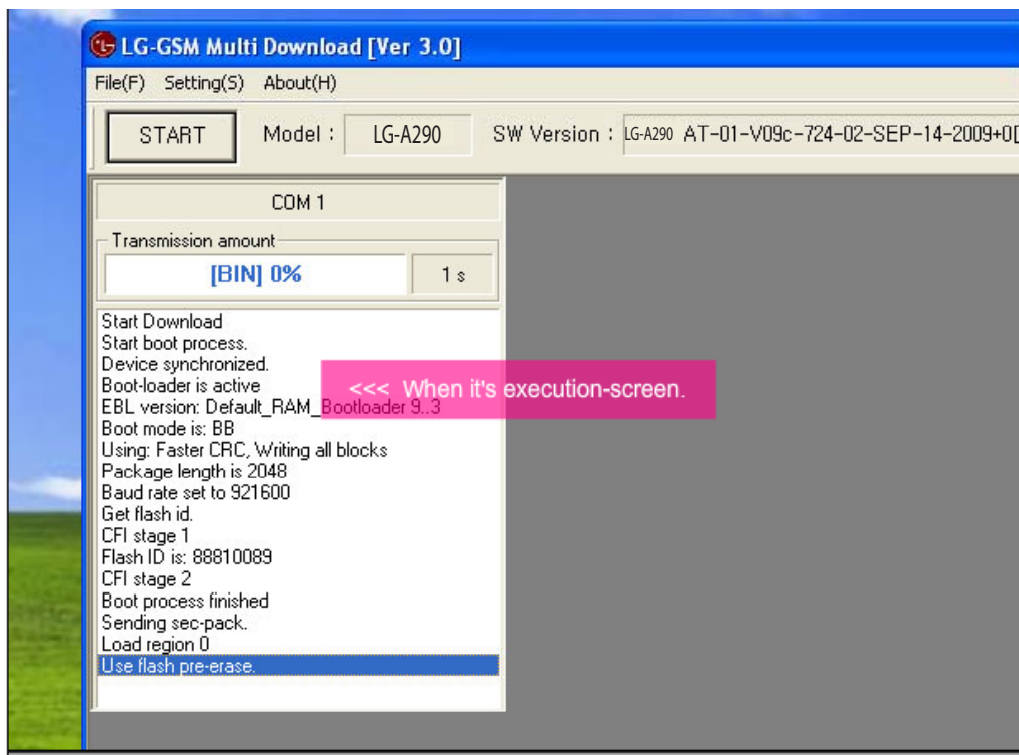 LG-GSM Multi Download [Ver 3.0]
File(F) Setting(S) About(H)
START Model : LG-A290 SW Version : LG-A290 AT-01-V09c-724-02-SEP-14-2009+0
COM 1
Transmission amount
[BIN] 0% 1 s
Start Download
Start boot process.
Device synchronized.
Boot-loader is active
<<< When it's execution-screen.
EBL version: Default_RAM_Bootloader 9..3
Boot mode is: BB
Using: Faster CRC, Writing all blocks
Package length is 2048
Baud rate set to 921600
Get flash id.
CFI stage 1
Flash ID is: 88810089
CFI stage 2
Boot process finished
Sending sec-pack.
Load region 0
Use flash pre-erase.